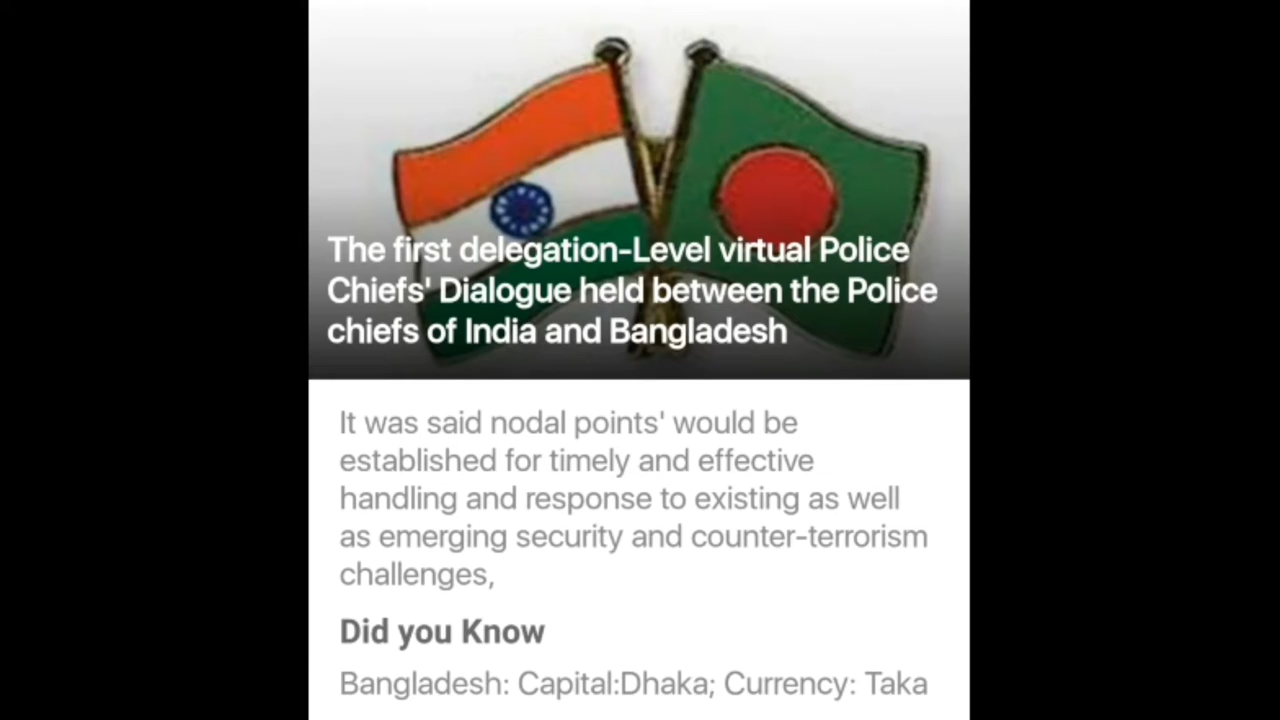 The first delegation-Level virtual Police
Chiefs' Dialogue held between the Police
chiefs of India and Bangladesh
It was said nodal points' would be
established for timely and effective
handling and response to existing as well
as emerging security and counter-terrorism
challenges,
Did you Know
Bangladesh: Capital:Dhaka; Currency: Taka